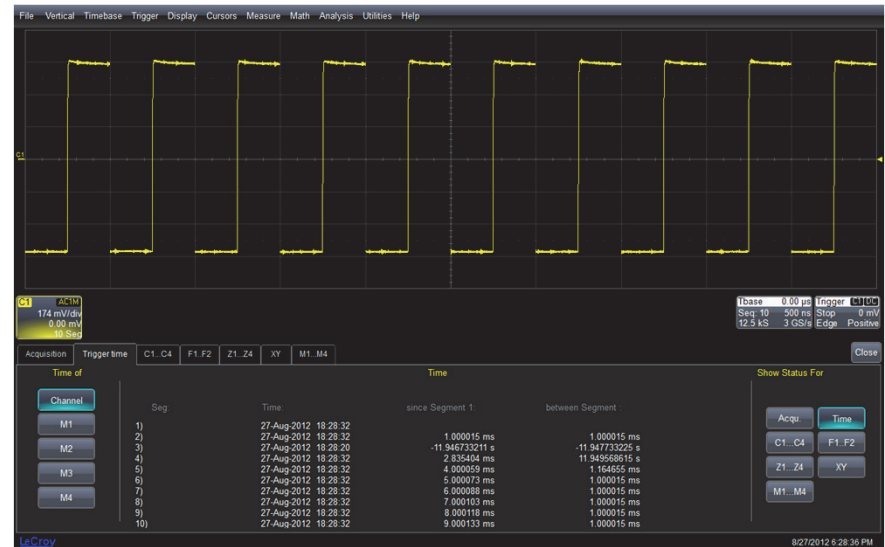 File Vertical Timebase Trigger Display Cursors Measure Math Analysis Utilities Help
C1
C1 AC1M
174 mV/div
0.00 mV
10 Seg
Tbase 0.00 µs Trigger C1 DC
Seq: 10 500 ns Stop 0 mV
12.5 kS 3 GS/s Edge Positive
Acquisition Trigger time C1...C4 F1..F2 Z1...Z4 XY M1...M4 Close
Time of Time Show Status For
Channel
M1
M2
M3
M4
Seg: Time: since Segment 1: between Segment :
1) 27-Aug-2012 18:28:32
2) 27-Aug-2012 18:28:32 1.000015 ms 1.000015 ms
3) 27-Aug-2012 18:28:20 -11.946733211 s -11.947733225 s
4) 27-Aug-2012 18:28:32 2.835404 ms 11.949568615 s
5) 27-Aug-2012 18:28:32 4.000059 ms 1.164655 ms
6) 27-Aug-2012 18:28:32 5.000073 ms 1.000015 ms
7) 27-Aug-2012 18:28:32 6.000088 ms 1.000015 ms
8) 27-Aug-2012 18:28:32 7.000103 ms 1.000015 ms
9) 27-Aug-2012 18:28:32 8.000118 ms 1.000015 ms
10) 27-Aug-2012 18:28:32 9.000133 ms 1.000015 ms
Acqu. Time
C1...C4 F1..F2
Z1...Z4 XY
M1...M4
LeCroy 8/27/2012 6:28:36 PM